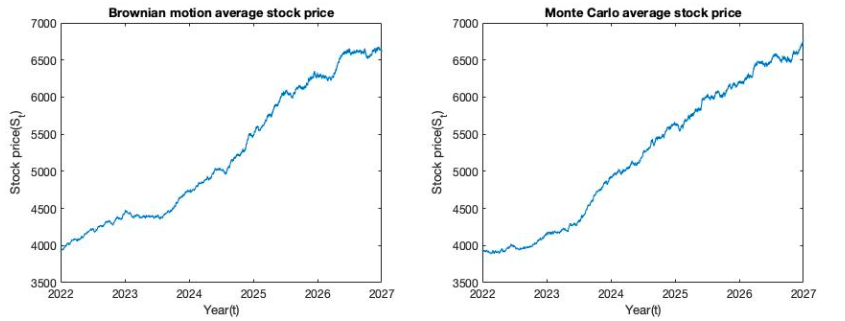 Brownian motion average stock price
7000
6500
6000
5500
5000
4500
4000
3500
Stock price(St)
2022 2023 2024 2025 2026 2027
Year(t)
Monte Carlo average stock price
7000
6500
6000
5500
5000
4500
4000
3500
Stock price(St)
2022 2023 2024 2025 2026 2027
Year(t)